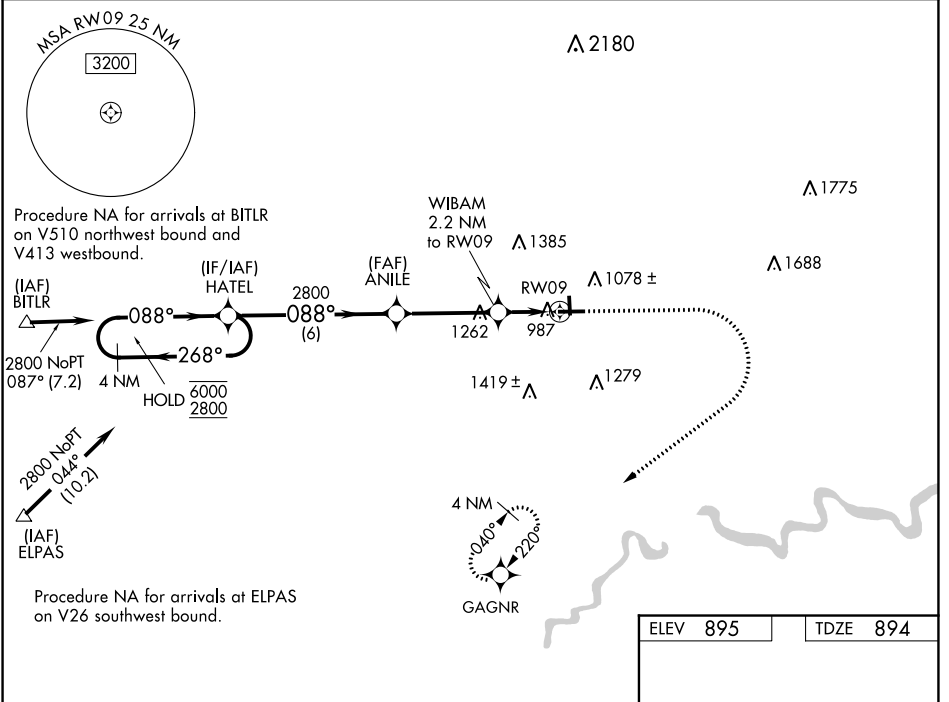 MSA RW09 25 NM
3200
2180
1775
Procedure NA for arrivals at BITLR
on V510 northwest bound and
V413 westbound.
WIBAM
2.2 NM
to RW09
1385
1688
(IAF)
BITLR
(IF/IAF)
HATEL
(FAF)
ANILE
RW09
1078 ±
088°
2800
088°
(6)
1262
987
2800 NoPT
087° (7.2)
4 NM
268°
HOLD
6000
2800
1419 ±
1279
2800 NoPT
044°
(10.2)
(IAF)
ELPAS
4 NM
040°
220°
GAGNR
Procedure NA for arrivals at ELPAS
on V26 southwest bound.
ELEV 895
TDZE 894